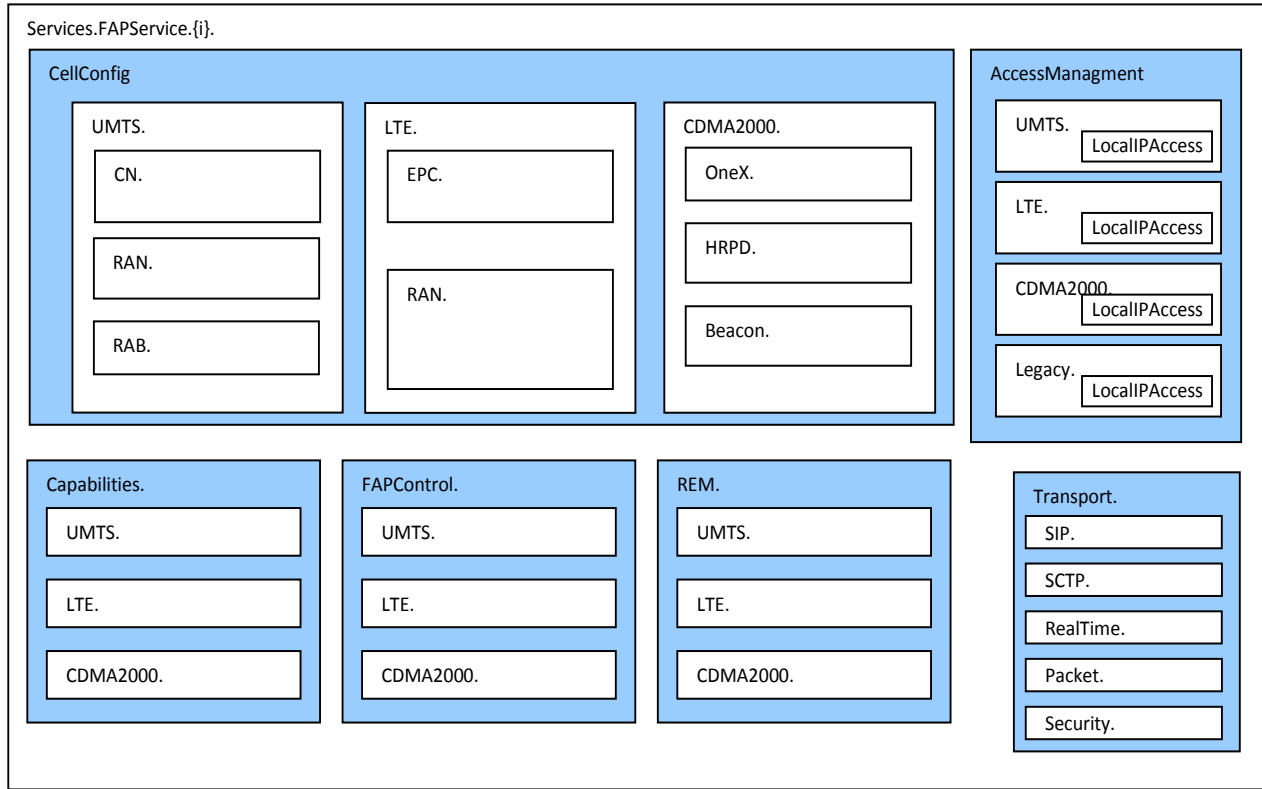 Services.FAPService.{i}.
CellConfig
UMTS.
CN.
RAN.
RAB.
LTE.
EPC.
RAN.
CDMA2000.
OneX.
HRPD.
Beacon.
AccessManagment
UMTS.
LocalIPAccess
LTE.
LocalIPAccess
CDMA2000.
LocalIPAccess
Legacy.
LocalIPAccess
Capabilities.
UMTS.
LTE.
CDMA2000.
FAPControl.
UMTS.
LTE.
CDMA2000.
REM.
UMTS.
LTE.
CDMA2000.
Transport.
SIP.
SCTP.
RealTime.
Packet.
Security.